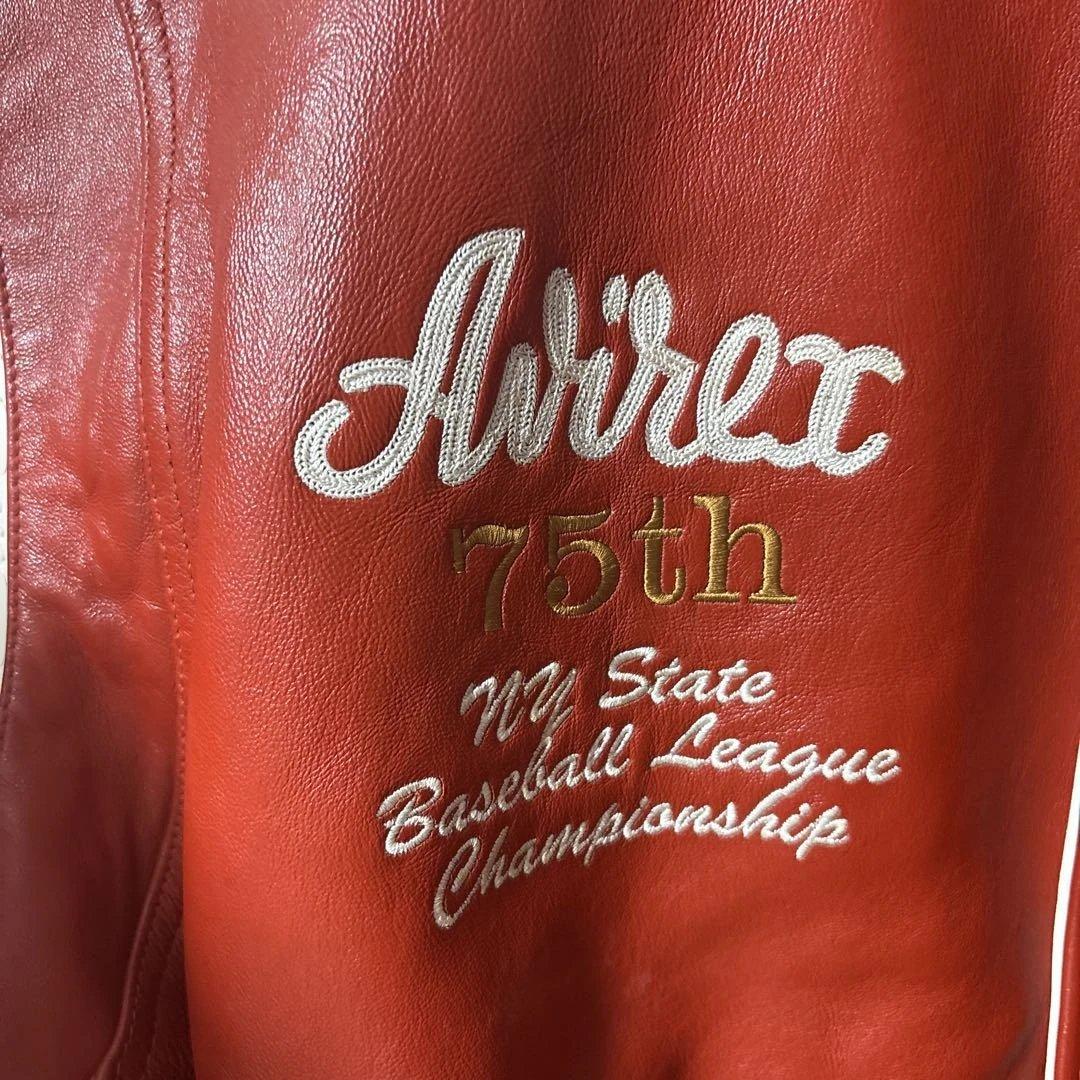 Avirex
75th
NY State
Baseball League
Championship